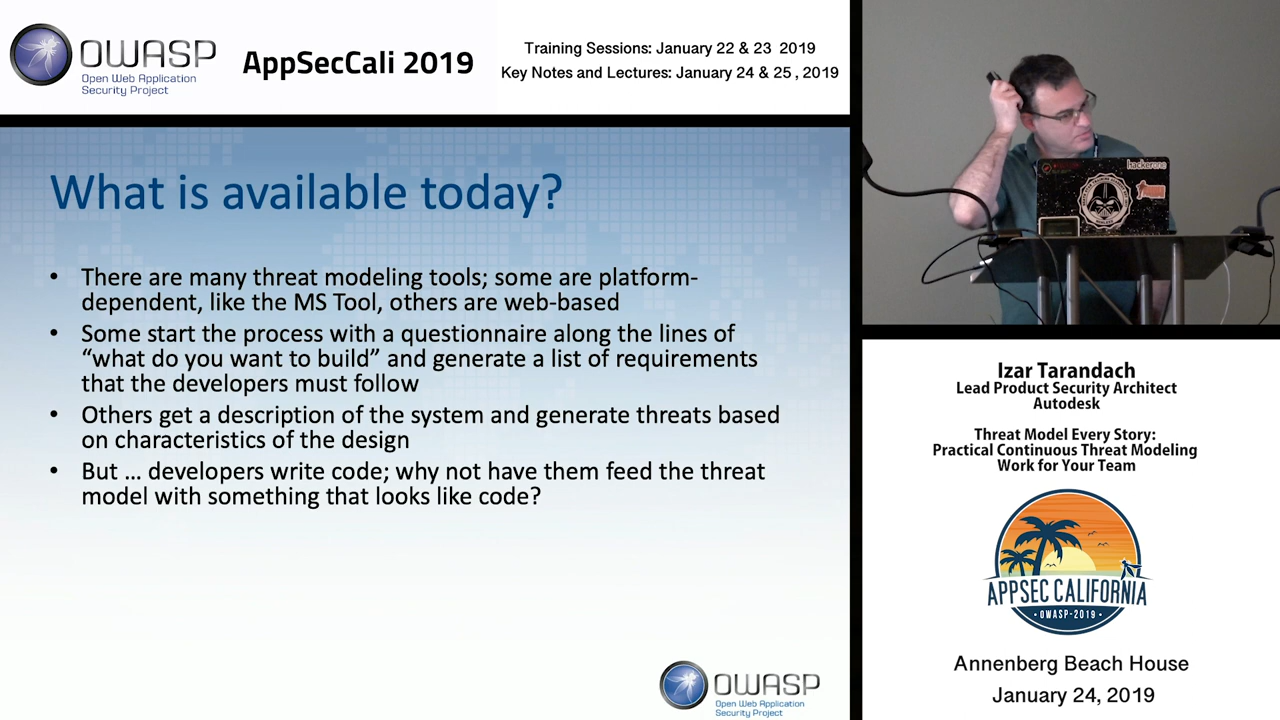 OWASP
Open Web Application
Security Project
AppSecCali 2019
Training Sessions: January 22 & 23 2019
Key Notes and Lectures: January 24 & 25, 2019
What is available today?
• There are many threat modeling tools; some are platform-
dependent, like the MS Tool, others are web-based
• Some start the process with a questionnaire along the lines of
“what do you want to build” and generate a list of requirements
that the developers must follow
• Others get a description of the system and generate threats based
on characteristics of the design
• But … developers write code; why not have them feed the threat
model with something that looks like code?
OWASP
Open Web Application
Security Project
hackerone
Izar Tarandach
Lead Product Security Architect
Autodesk
Threat Model Every Story:
Practical Continuous Threat Modeling
Work for Your Team
APPSEC CALIFORNIA
• OWASP-2019 •
Annenberg Beach House
January 24, 2019